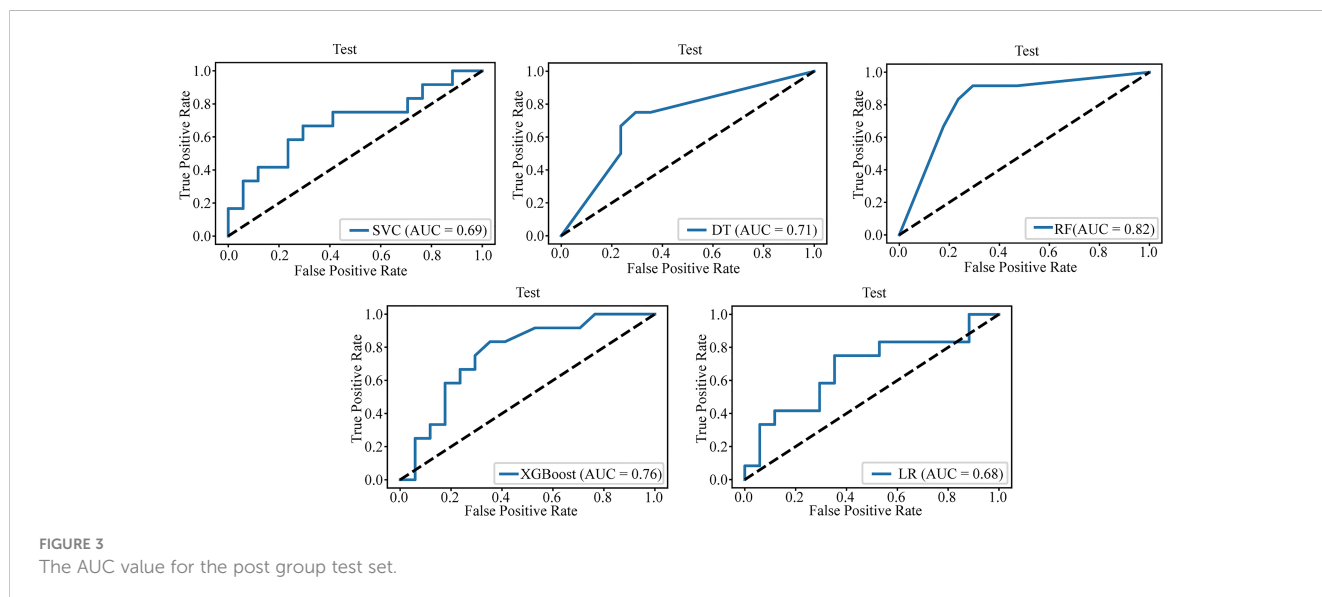 Test
True Positive Rate
1.0
0.8
0.6
0.4
0.2
0.0
SVC (AUC = 0.69)
0.0 0.2 0.4 0.6 0.8 1.0
False Positive Rate
Test
True Positive Rate
1.0
0.8
0.6
0.4
0.2
0.0
DT (AUC = 0.71)
0.0 0.2 0.4 0.6 0.8 1.0
False Positive Rate
Test
True Positive Rate
1.0
0.8
0.6
0.4
0.2
0.0
RF(AUC = 0.82)
0.0 0.2 0.4 0.6 0.8 1.0
False Positive Rate
Test
True Positive Rate
1.0
0.8
0.6
0.4
0.2
0.0
XGBoost (AUC = 0.76)
0.0 0.2 0.4 0.6 0.8 1.0
False Positive Rate
Test
True Positive Rate
1.0
0.8
0.6
0.4
0.2
0.0
LR (AUC = 0.68)
0.0 0.2 0.4 0.6 0.8 1.0
False Positive Rate
FIGURE 3
The AUC value for the post group test set.